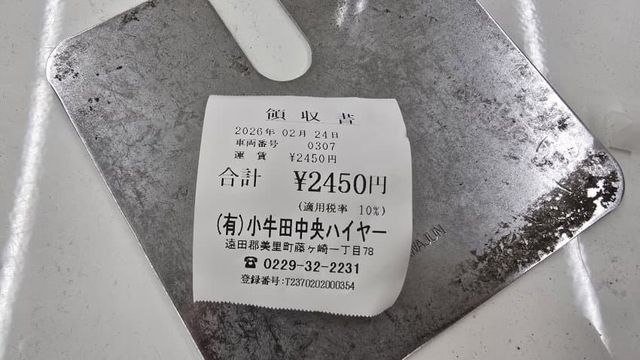 領収書
2026年 02月 24日
車両番号 0307
運賃 ¥2450円
合計 ¥2450円
(適用税率 10%)
(有)小牛田中央ハイヤー
遠田郡美里町藤ヶ崎一丁目78
☎ 0229-32-2231
登録番号:T2370202000354